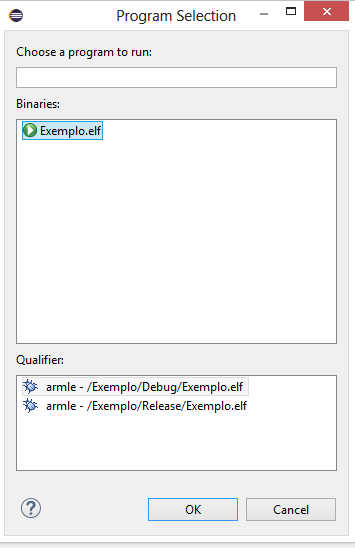 Program Selection
Choose a program to run:
Binaries:
Exemplo.elf
Qualifier:
armle - /Exemplo/Debug/Exemplo.elf
armle - /Exemplo/Release/Exemplo.elf
?
OK Cancel